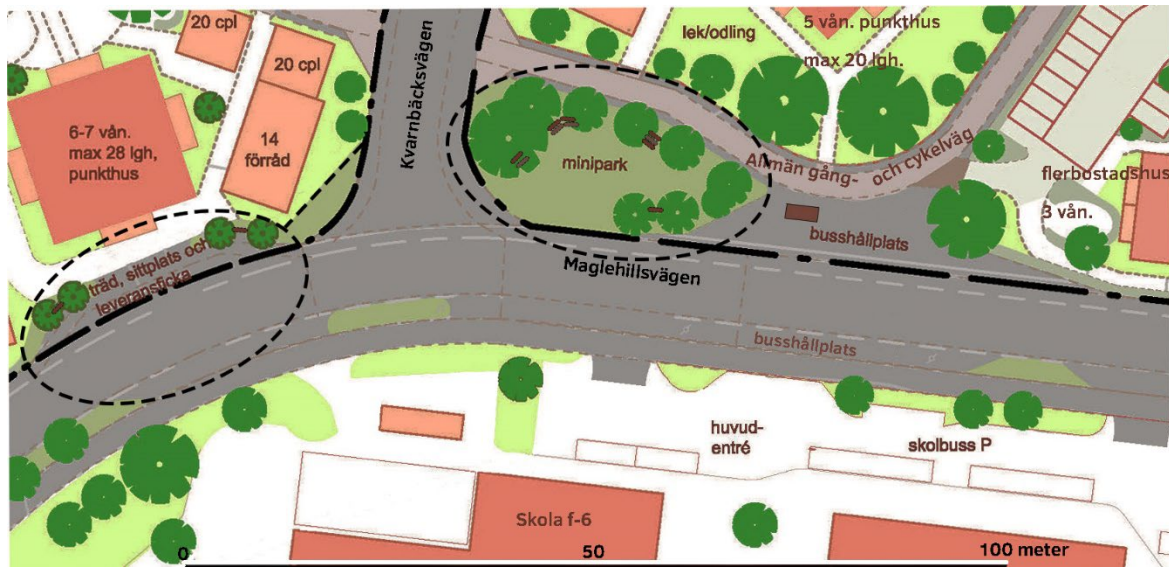 20 cpl
20 cpl
14
förråd
6-7 vån.
max 28 lgh,
punkthus
träd, sittplats och
leveransficka
Kvarnbäcksvägen
minipark
lek/odling
5 vån. punkthus
max 20 lgh.
Allmän gång-
och cykelväg
flerbostadshus
3 vån.
busshållplats
Maglehillsvägen
busshållplats
huvud-
entré
skolbuss P
Skola f-6
0
50
100 meter